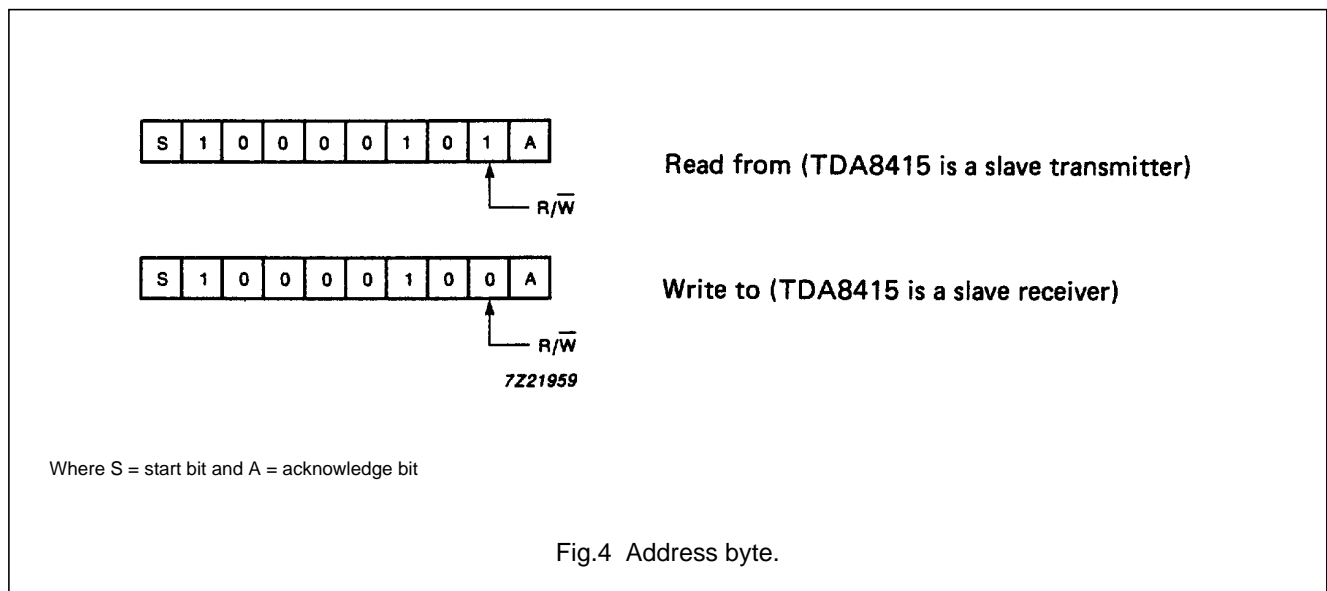 S 1 0 0 0 0 1 0 1 A
Read from (TDA8415 is a slave transmitter)
R/W̅
S 1 0 0 0 0 1 0 0 A
Write to (TDA8415 is a slave receiver)
R/W̅
7Z21959
Where S = start bit and A = acknowledge bit
Fig.4 Address byte.